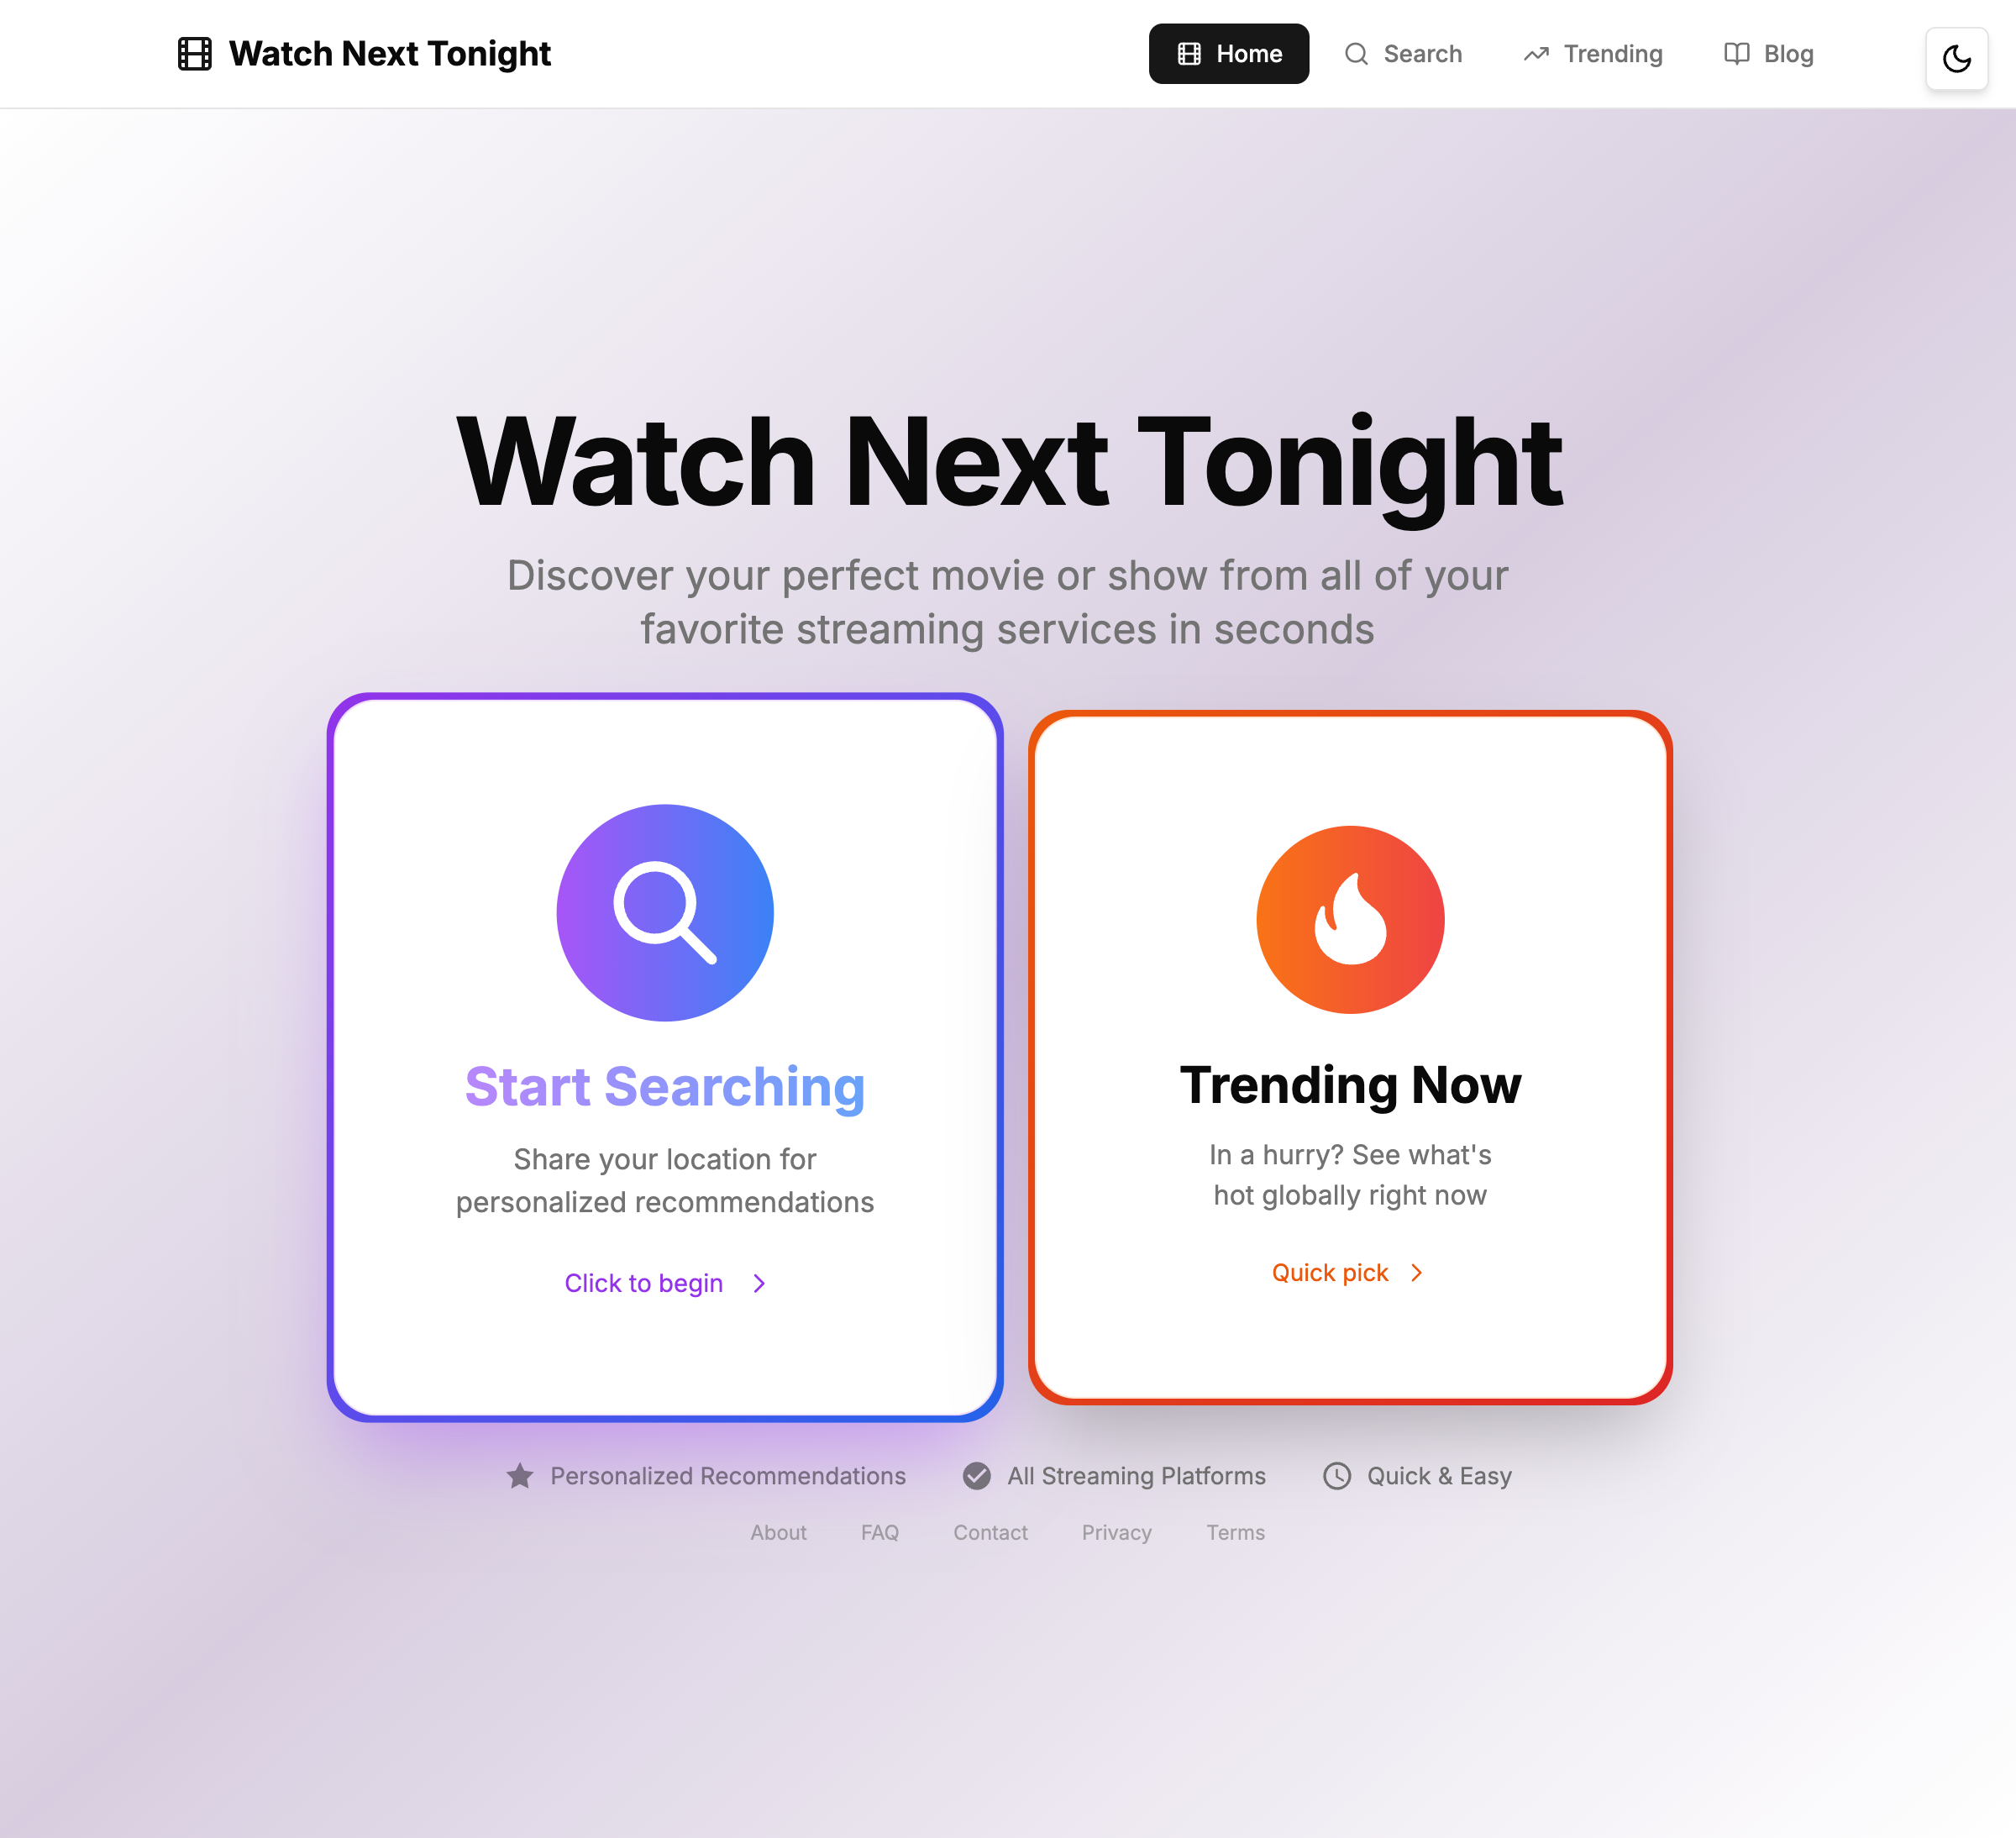 Watch Next Tonight
Home
Search
Trending
Blog
Watch Next Tonight
Discover your perfect movie or show from all of your
favorite streaming services in seconds
Start Searching
Share your location for
personalized recommendations
Click to begin
Trending Now
In a hurry? See what's
hot globally right now
Quick pick
Personalized Recommendations
All Streaming Platforms
Quick & Easy
About
FAQ
Contact
Privacy
Terms